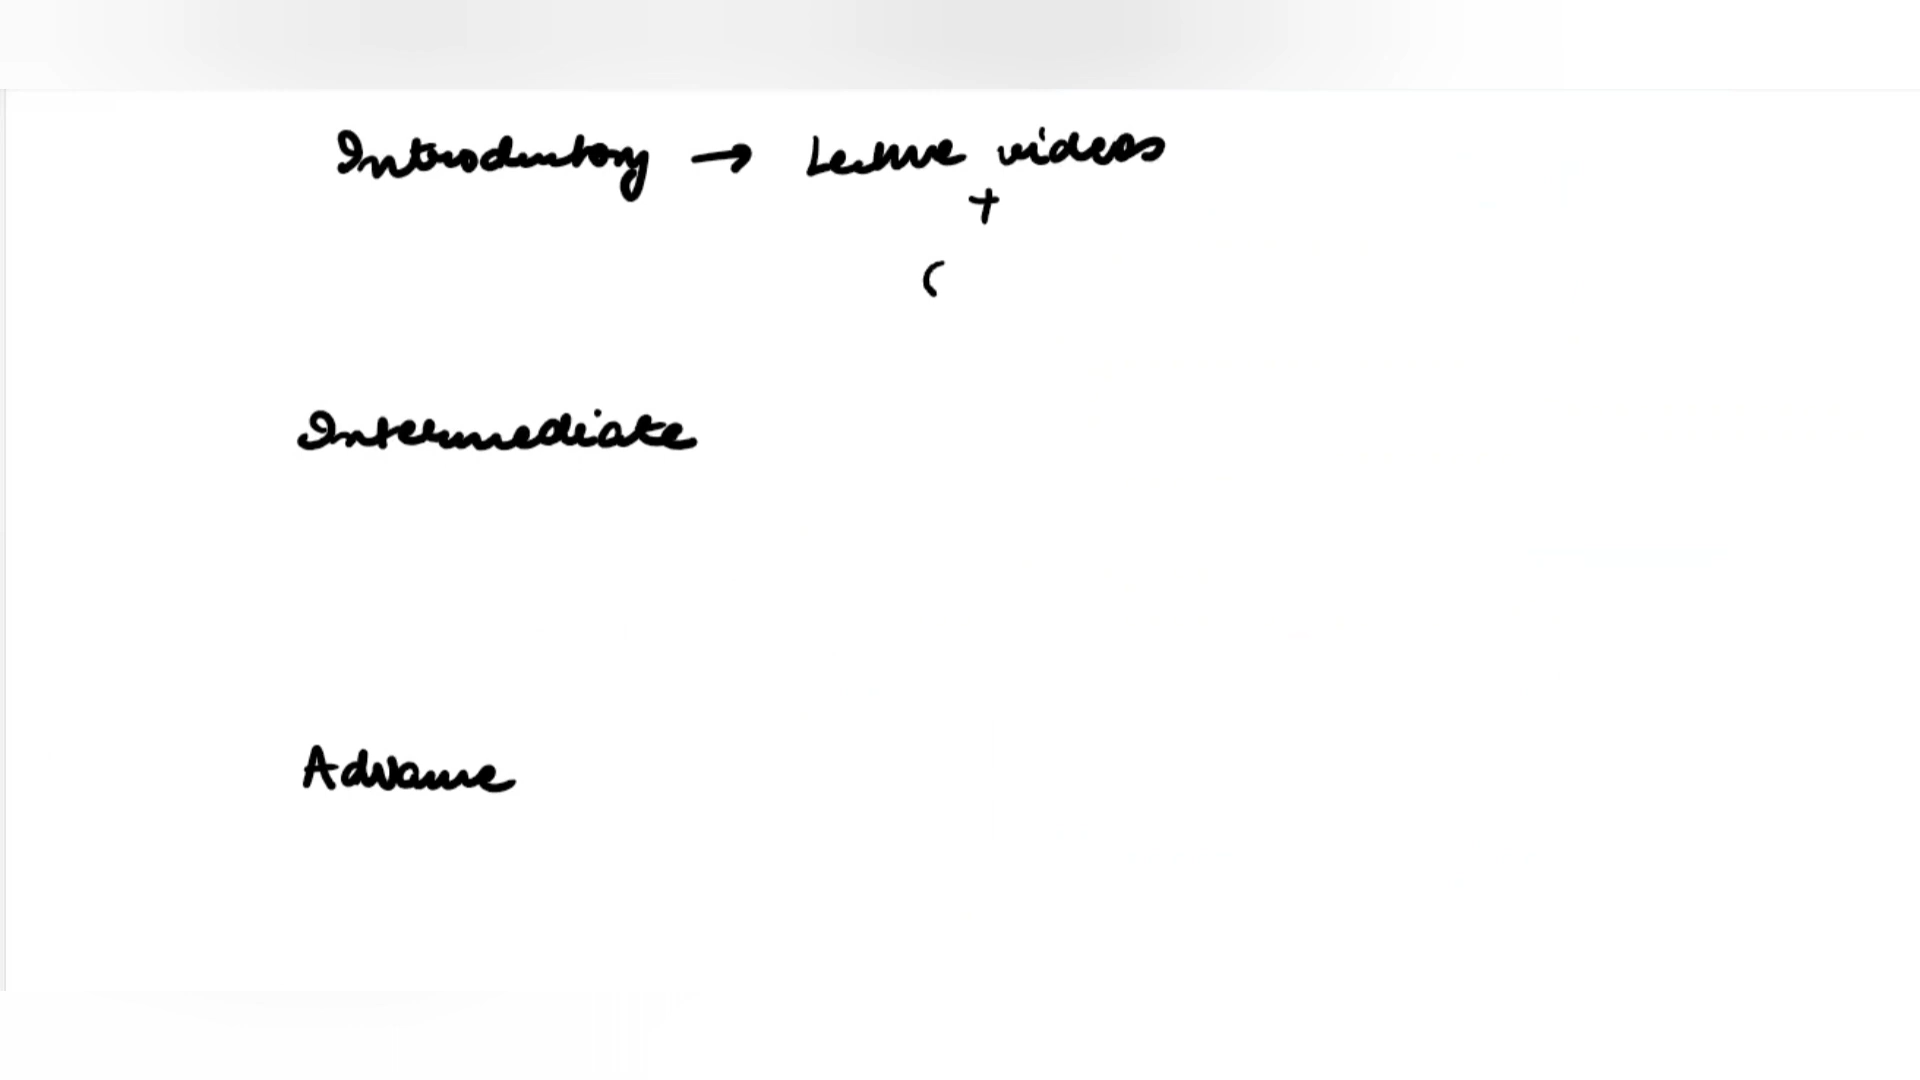 Introductory → Lecture videos
+
(
Intermediate
Advance